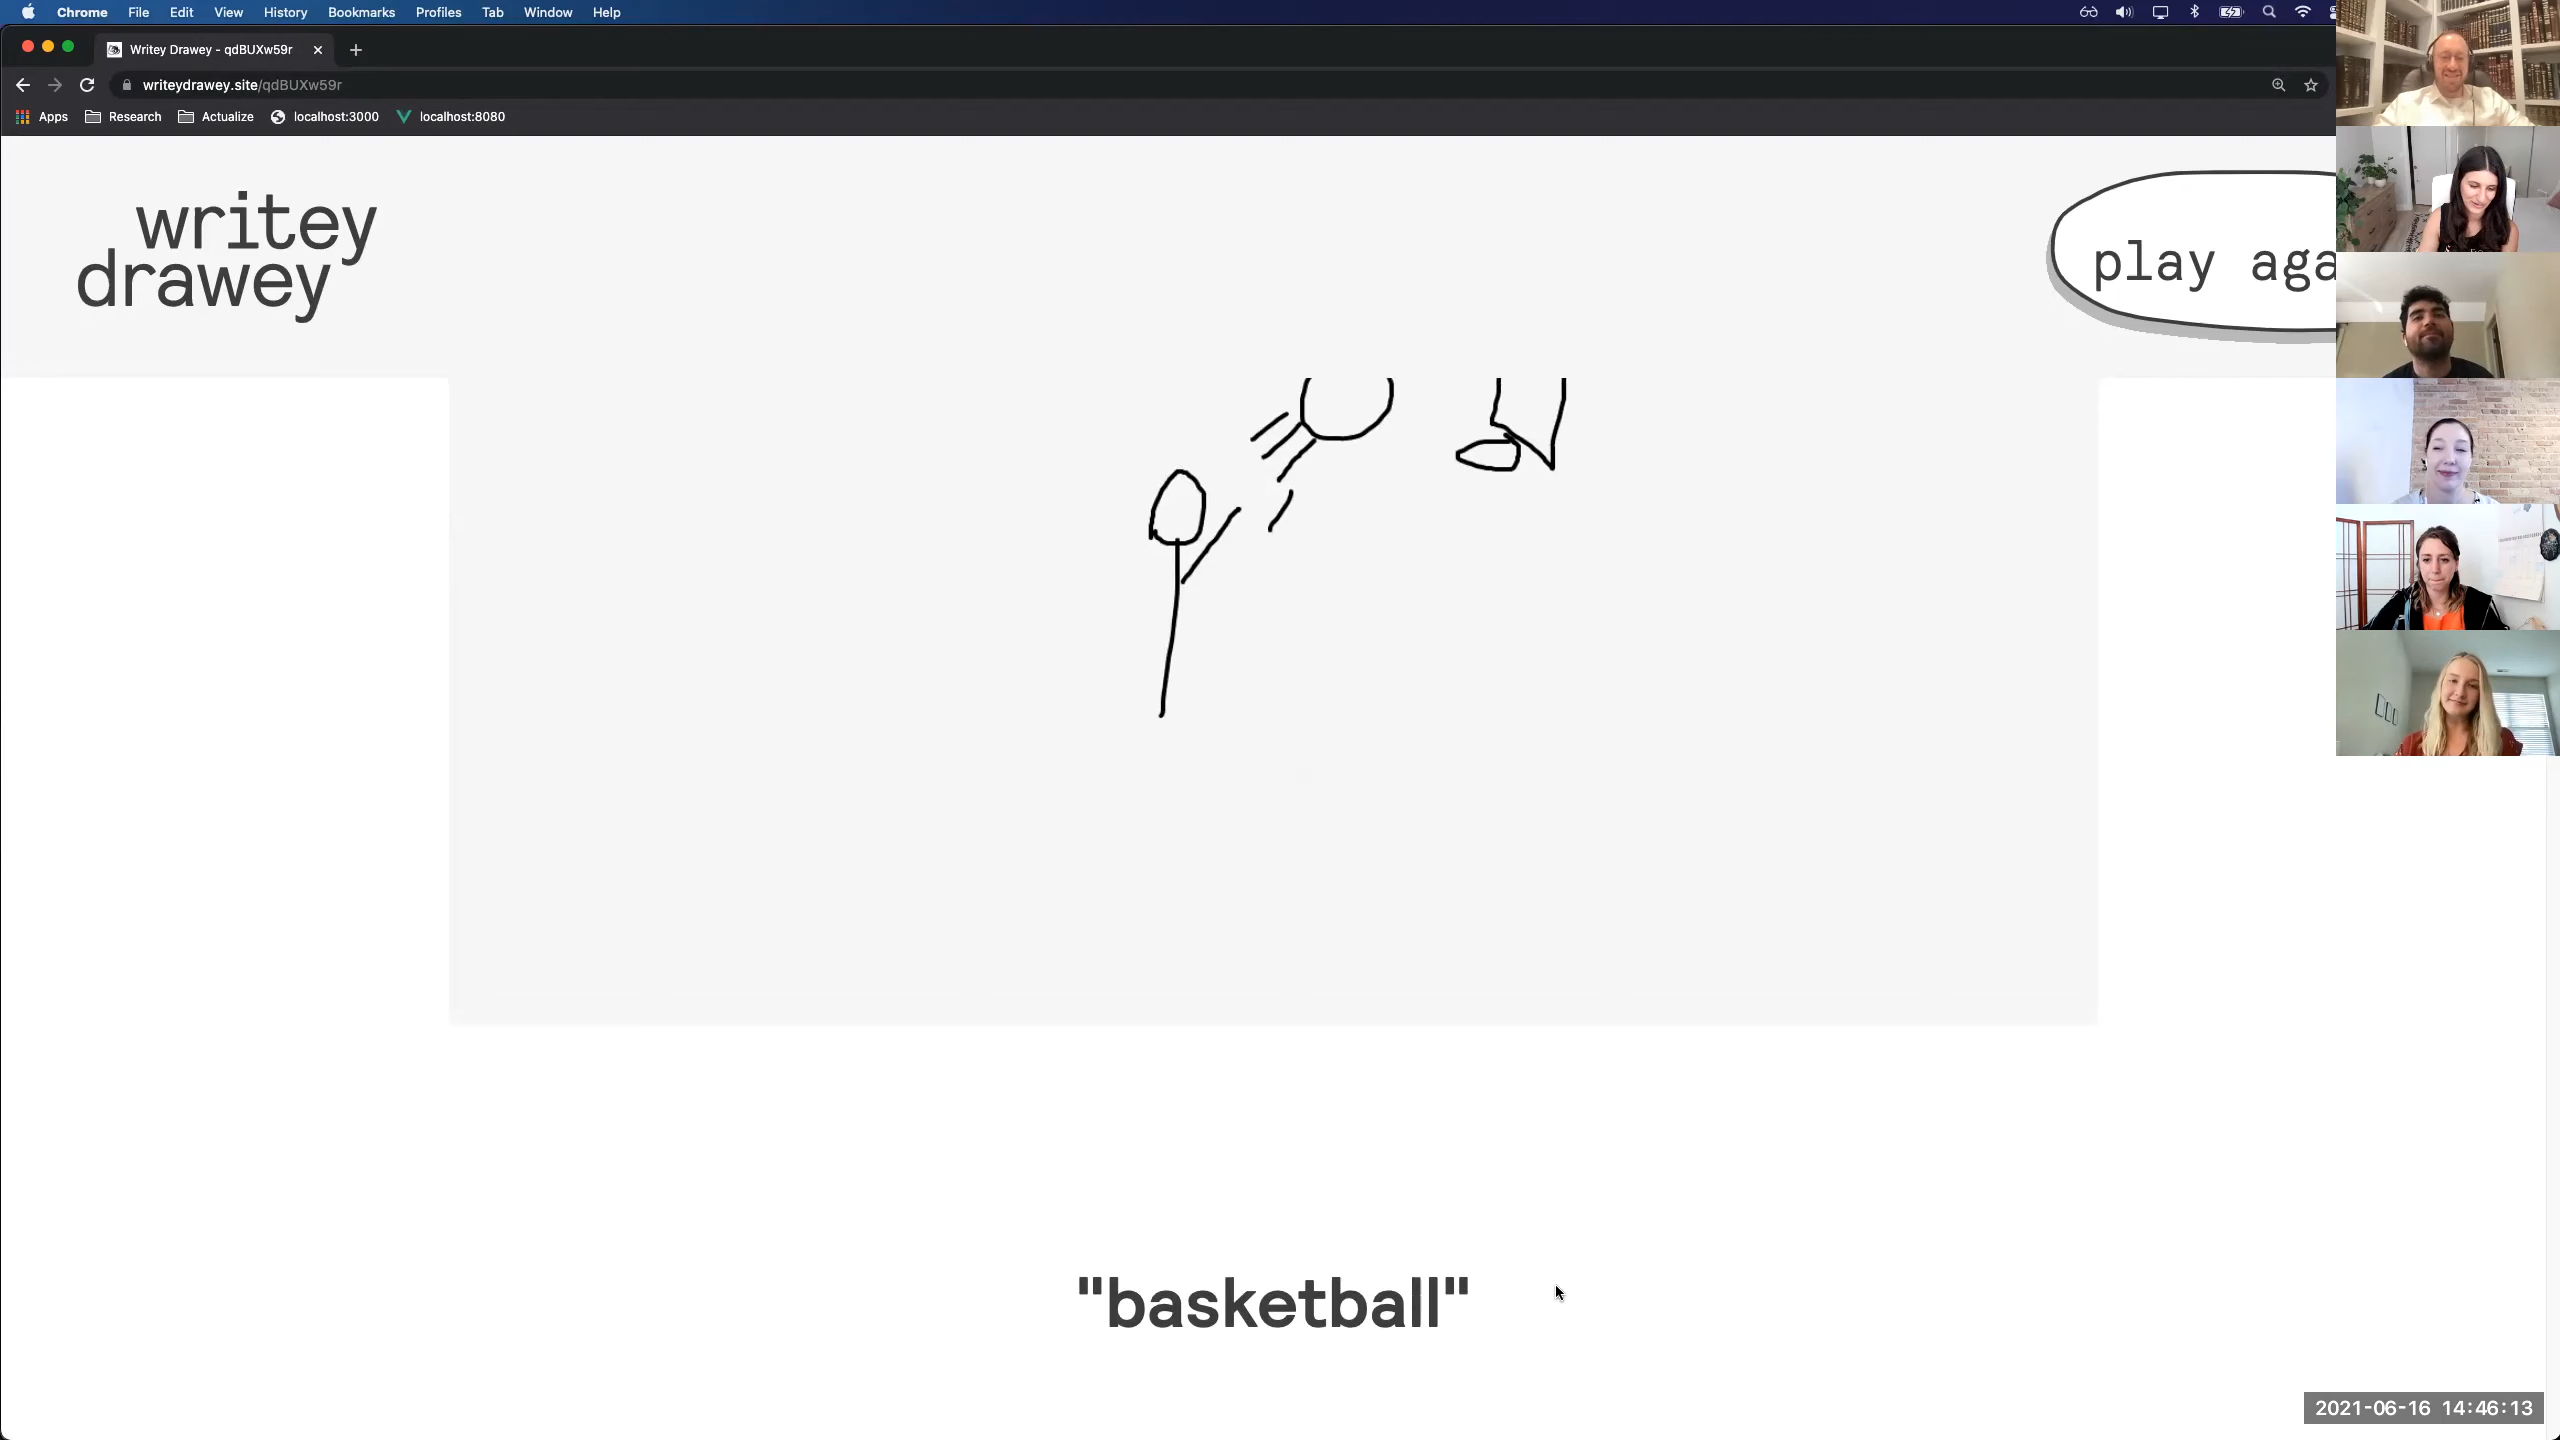 Chrome File Edit View History Bookmarks Profiles Tab Window Help
Writey Drawey - qdBUXw59r
writeydrawey.site/qdBUXw59r
Apps Research Actualize localhost:3000 localhost:8080
writey
drawey
play aga
"basketball"
2021-06-16 14:46:13